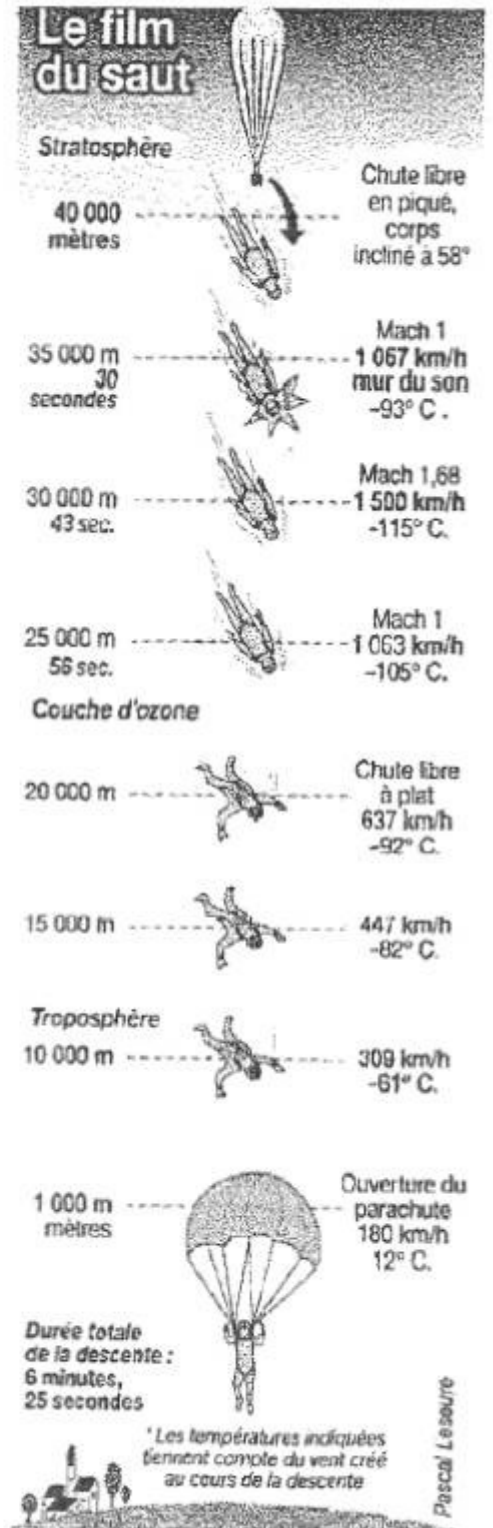 Le film
du saut
Stratosphère
40 000
mètres
Chute libre
en piqué,
corps
incliné à 58°
35 000 m
30
secondes
Mach 1
1 067 km/h
mur du son
-93° C.
30 000 m
43 sec.
Mach 1,68
1 500 km/h
-115° C.
25 000 m
56 sec.
Mach 1
1 063 km/h
-105° C.
Couche d'ozone
20 000 m
Chute libre
à plat
637 km/h
-92° C.
15 000 m
447 km/h
-82° C.
Troposphère
10 000 m
309 km/h
-61° C.
1 000 m
mètres
Ouverture du
parachute
180 km/h
12° C.
Durée totale
de la descente :
6 minutes,
25 secondes
* Les températures indiquées
tiennent compte du vent créé
au cours de la descente
Pascal